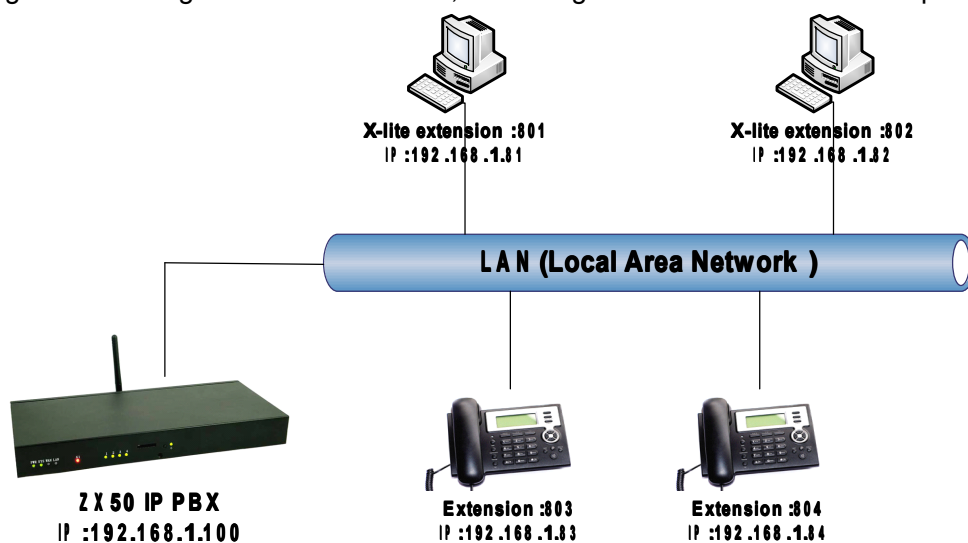 X-lite extension :801
IP :192 .168 .1.81
X-lite extension :802
IP :192 .168 .1.82
LAN (Local Area Network )
ZX50 IP PBX
IP :192.168.1.100
Extension :803
IP :192 .168 .1.83
Extension :804
IP :192 .168 .1.84